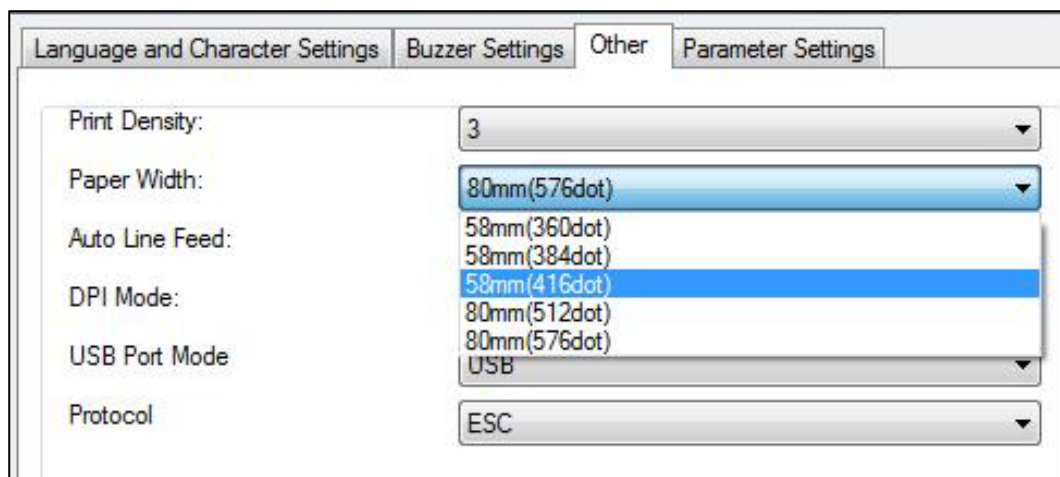 Language and Character Settings Buzzer Settings Other Parameter Settings
Print Density: 3
Paper Width: 80mm(576dot)
58mm(360dot)
Auto Line Feed:
58mm(384dot)
58mm(416dot)
DPI Mode:
80mm(512dot)
80mm(576dot)
USB Port Mode USB
Protocol ESC